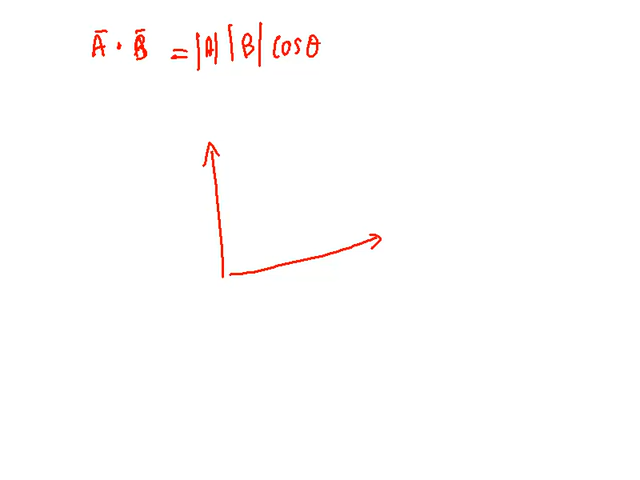 Ā · B̄ = |A| |B| cosθ